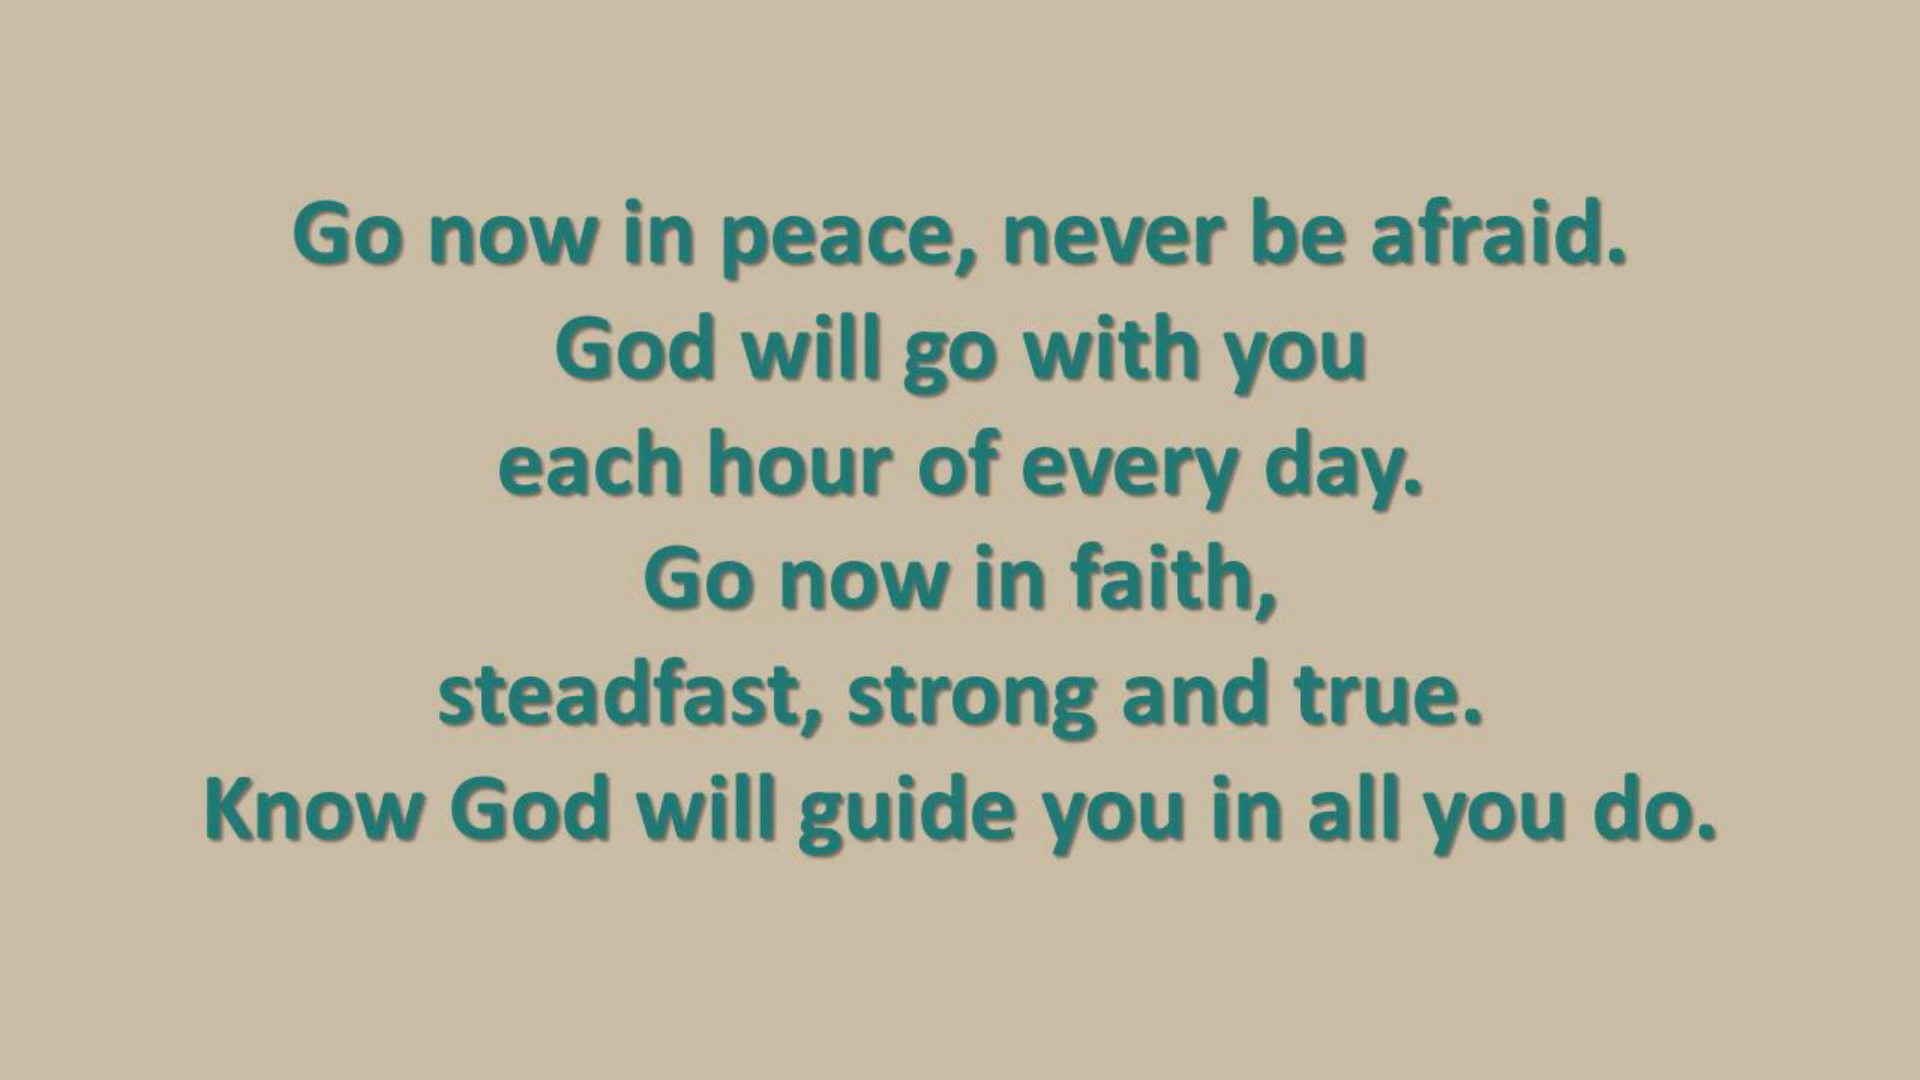 Go now in peace, never be afraid.
God will go with you
each hour of every day.
Go now in faith,
steadfast, strong and true.
Know God will guide you in all you do.